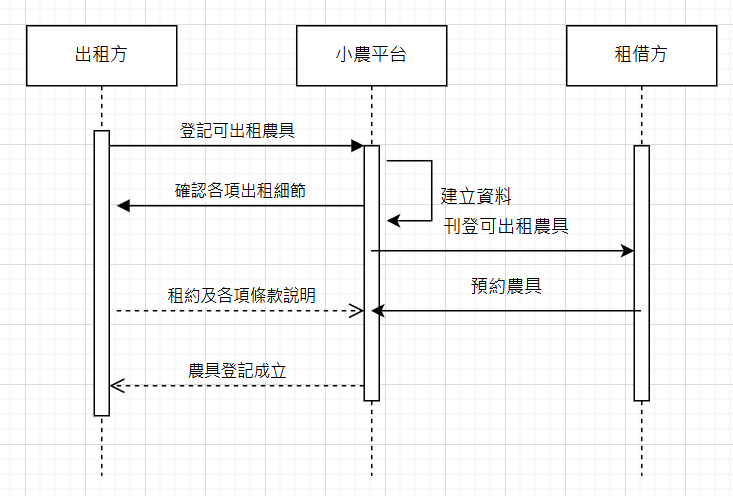 出租方
小農平台
租借方
登記可出租農具
確認各項出租細節
建立資料
刊登可出租農具
預約農具
租約及各項條款說明
農具登記成立